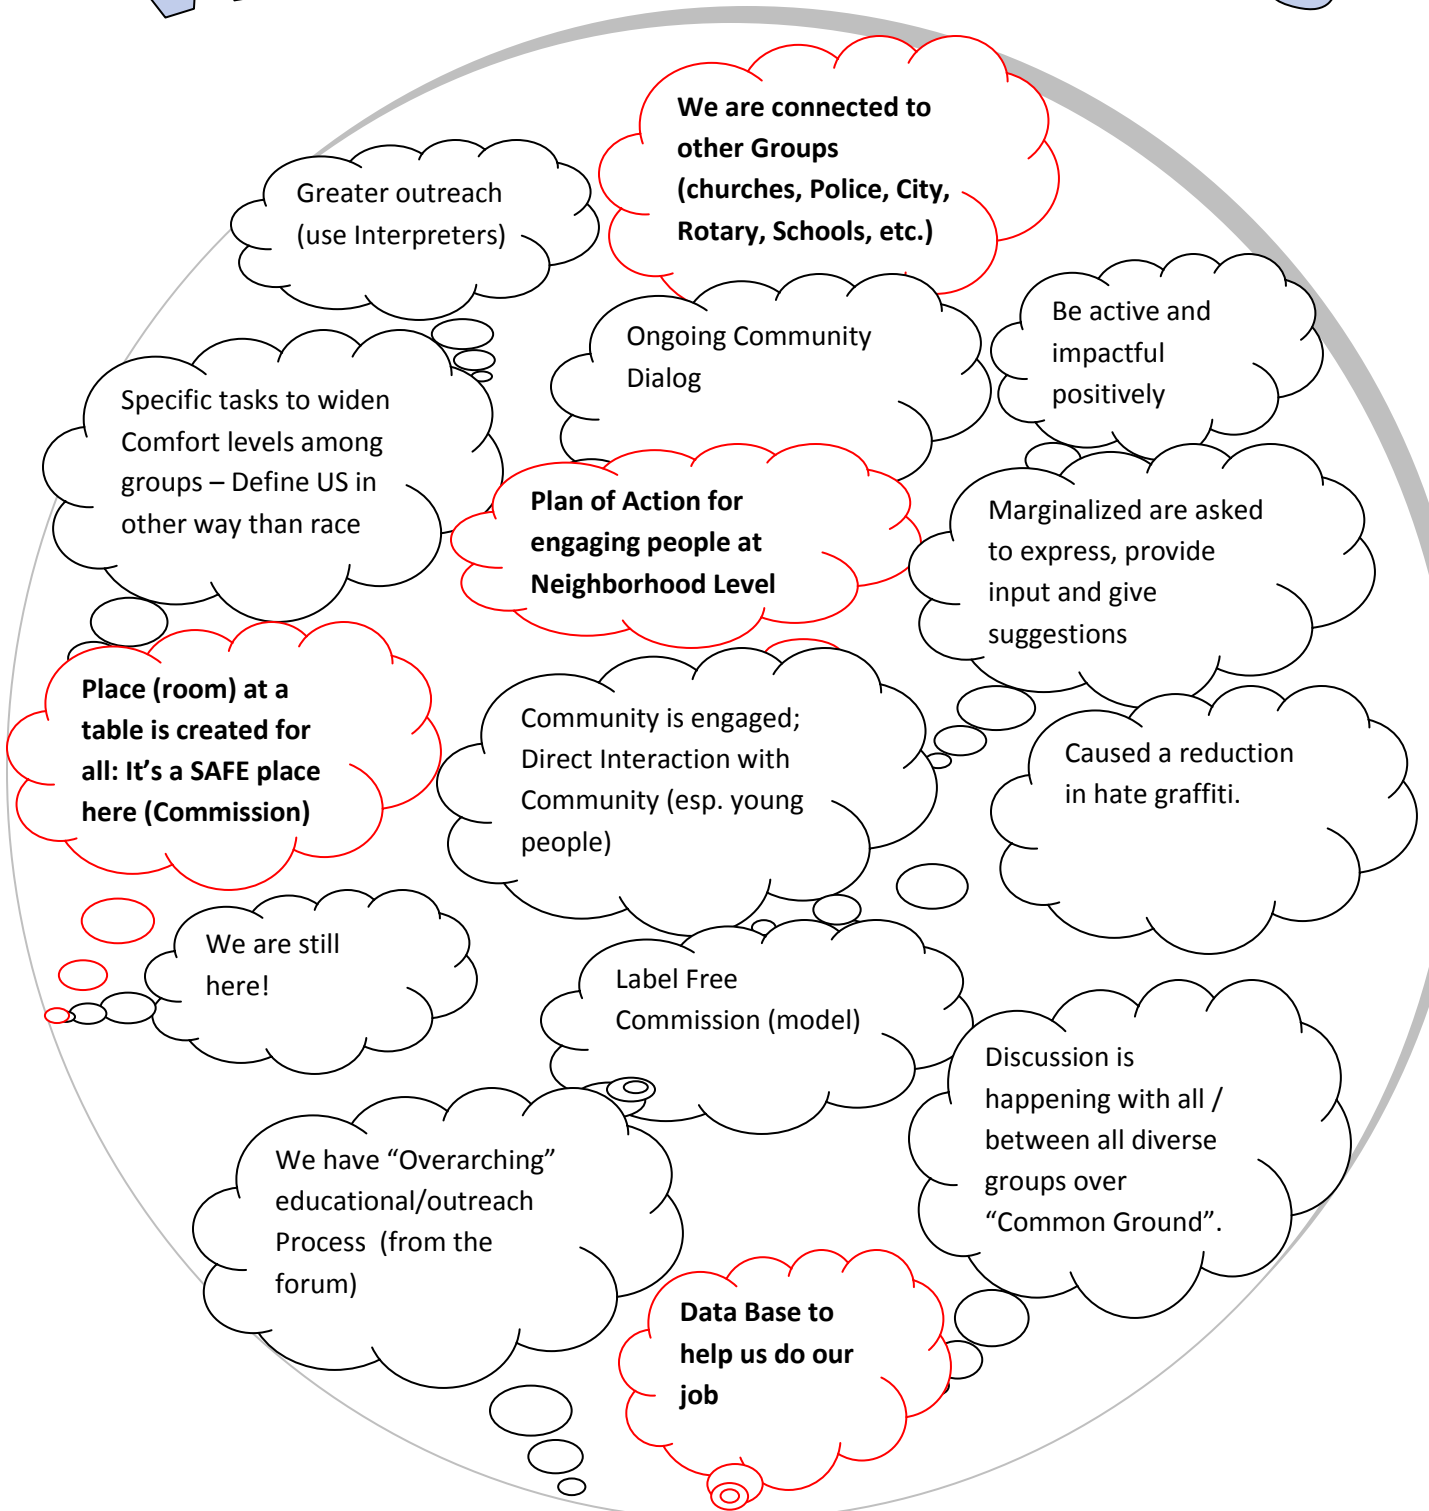 We are connected to
other Groups
(churches, Police, City,
Rotary, Schools, etc.)
Greater outreach
(use Interpreters)
Ongoing Community
Dialog
Be active and
impactful
positively
Specific tasks to widen
Comfort levels among
groups – Define US in
other way than race
Plan of Action for
engaging people at
Neighborhood Level
Marginalized are asked
to express, provide
input and give
suggestions
Place (room) at a
table is created for
all: It’s a SAFE place
here (Commission)
Community is engaged;
Direct Interaction with
Community (esp. young
people)
Caused a reduction
in hate graffiti.
We are still
here!
Label Free
Commission (model)
Discussion is
happening with all /
between all diverse
groups over
“Common Ground”.
We have “Overarching”
educational/outreach
Process  (from the
forum)
Data Base to
help us do our
job